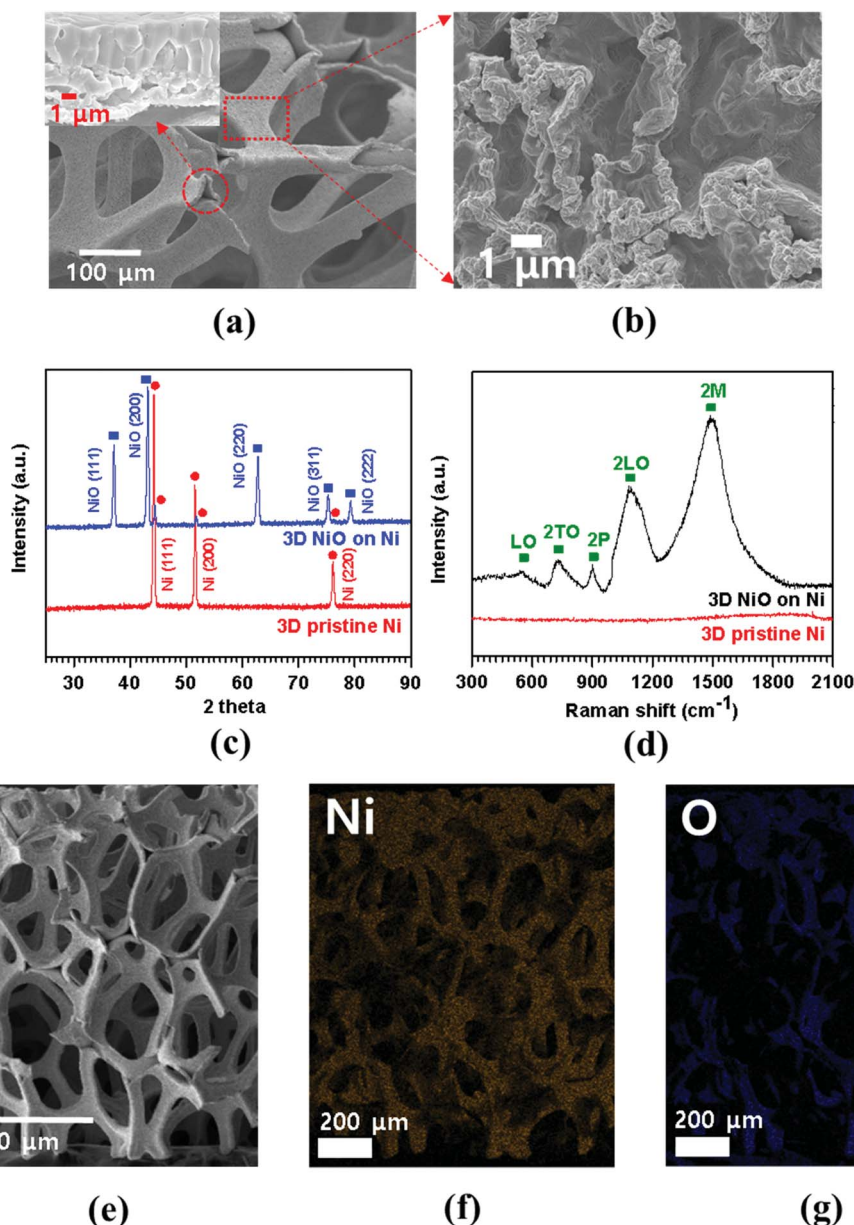 1 μm
100 μm
1 μm
(a)
(b)
Intensity (a.u.)
NiO (111)
NiO (200)
NiO (220)
NiO (311)
NiO (222)
3D NiO on Ni
Ni (111)
Ni (200)
Ni (220)
3D pristine Ni
30 40 50 60 70 80 90
2 theta
(c)
Intensity (a.u.)
LO
2TO
2P
2LO
2M
3D NiO on Ni
3D pristine Ni
300 600 900 1200 1500 1800 2100
Raman shift (cm⁻¹)
(d)
0 μm
Ni
200 μm
O
200 μm
(e)
(f)
(g)